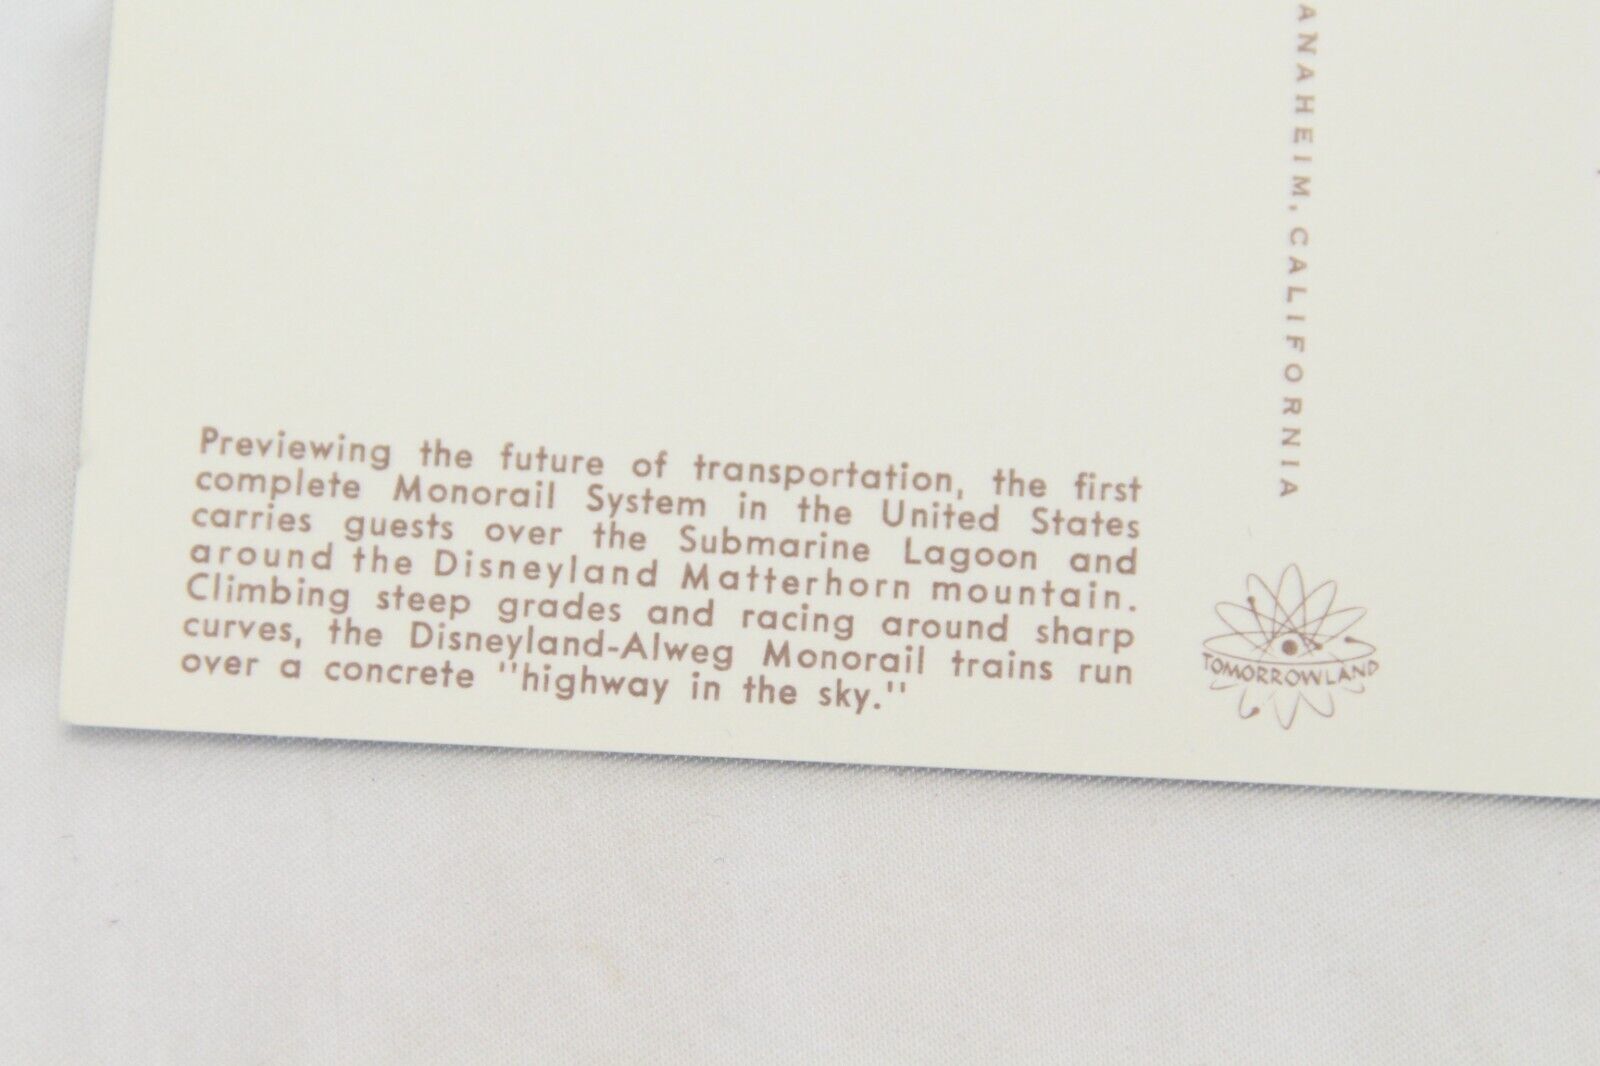 Previewing the future of transportation, the first
complete Monorail System in the United States
carries guests over the Submarine Lagoon and
around the Disneyland Matterhorn mountain.
Climbing steep grades and racing around sharp
curves, the Disneyland-Alweg Monorail trains run
over a concrete "highway in the sky."
ANAHEIM, CALIFORNIA
TOMORROWLAND